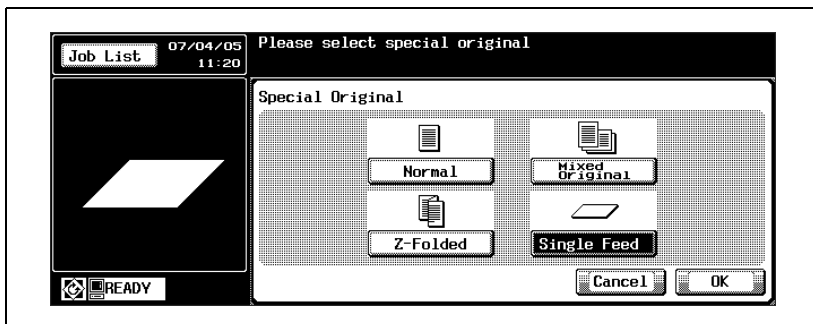 Job List
07/04/05
11:20
Please select special original
Special Original
Normal
Mixed
Original
Z-Folded
Single Feed
Cancel
OK
READY